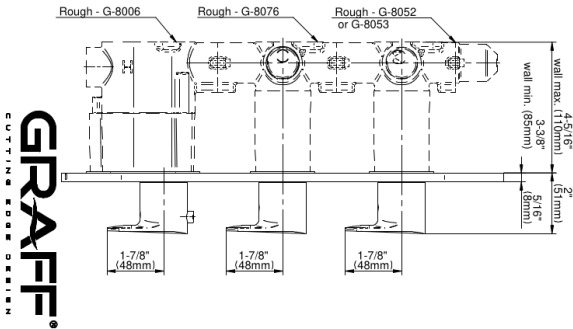 Rough - G-8006
Rough - G-8076
Rough - G-8052
or G-8053
4-5/16"
wall max. (110mm)
3-3/8"
wall min. (85mm)
2"
(51mm)
5/16"
(8mm)
1-7/8"
(48mm)
1-7/8"
(48mm)
1-7/8"
(48mm)
GRAFF®
CUTTING EDGE DESIGN